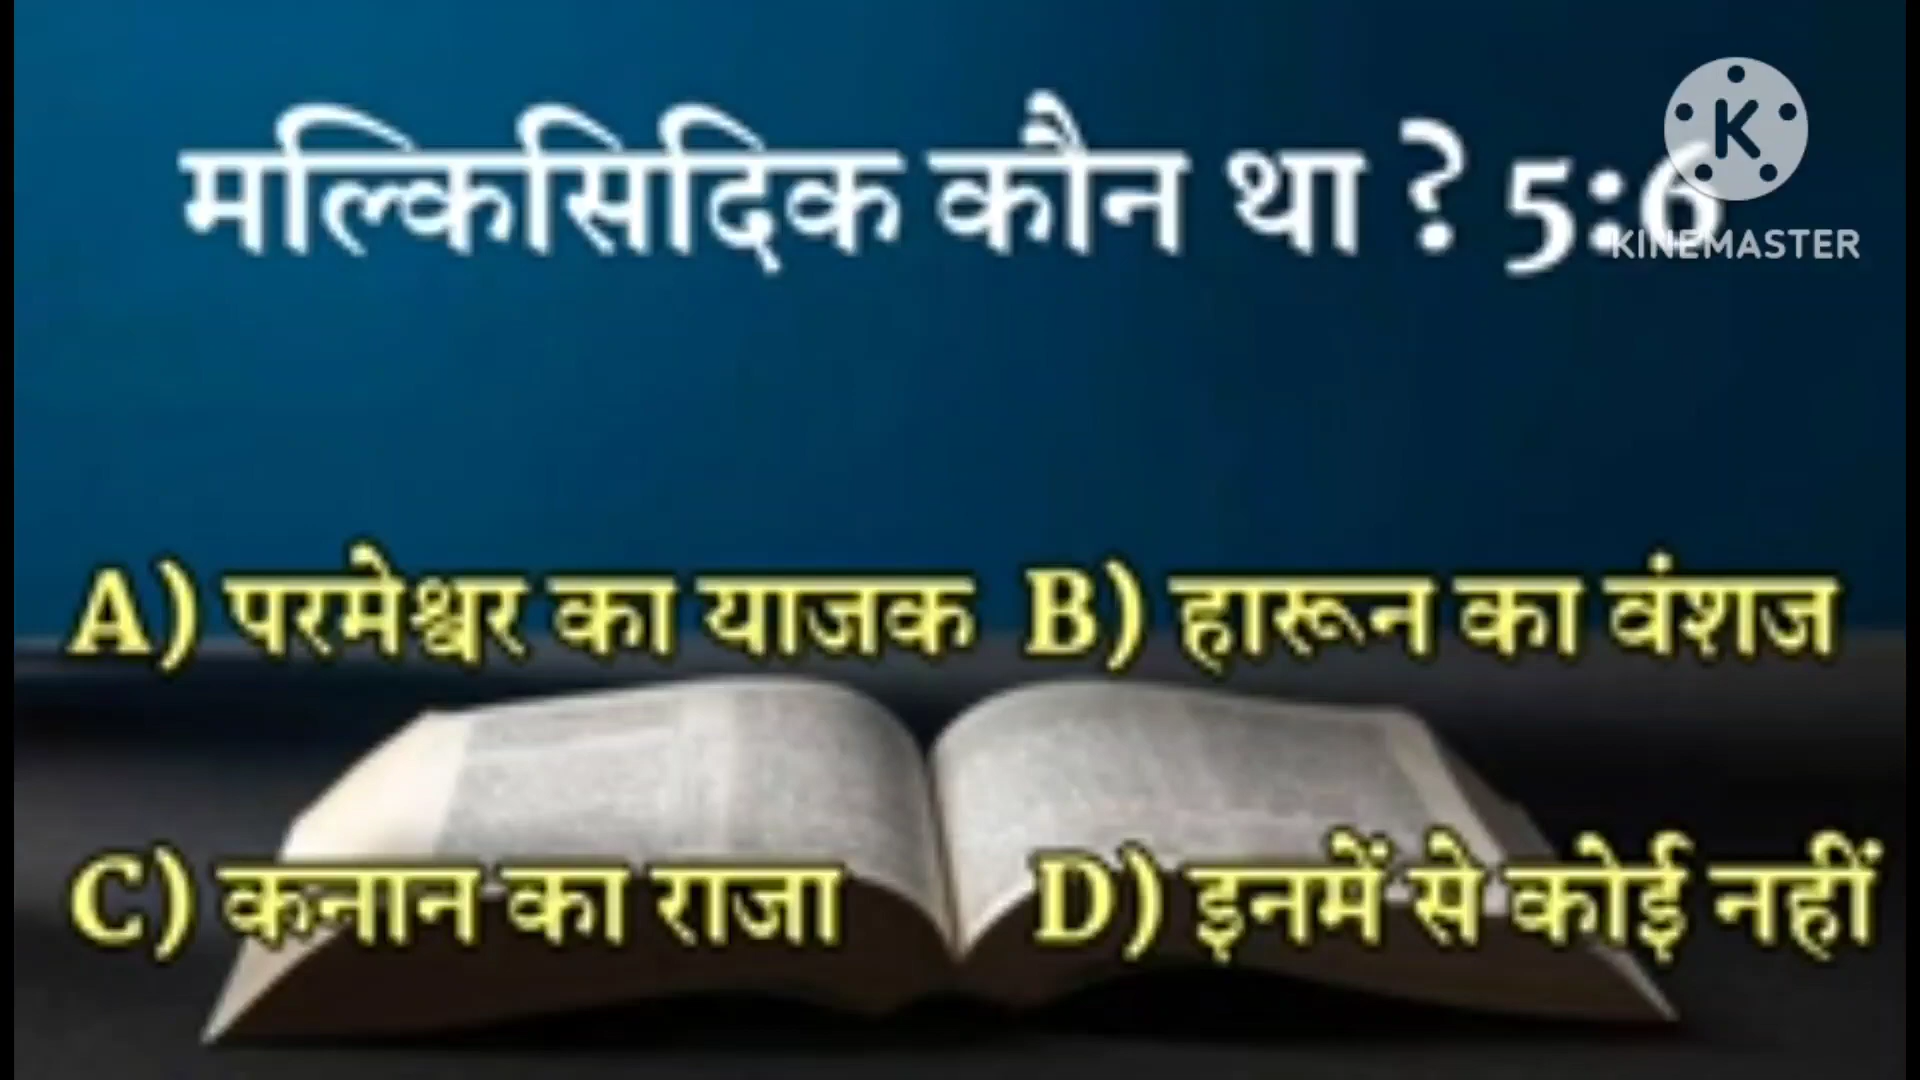 मल्किसिदिक कौन था ? 5:6
K
KINEMASTER
A) परमेश्वर का याजक B) हारून का वंशज
C) कनान का राजा D) इनमें से कोई नहीं